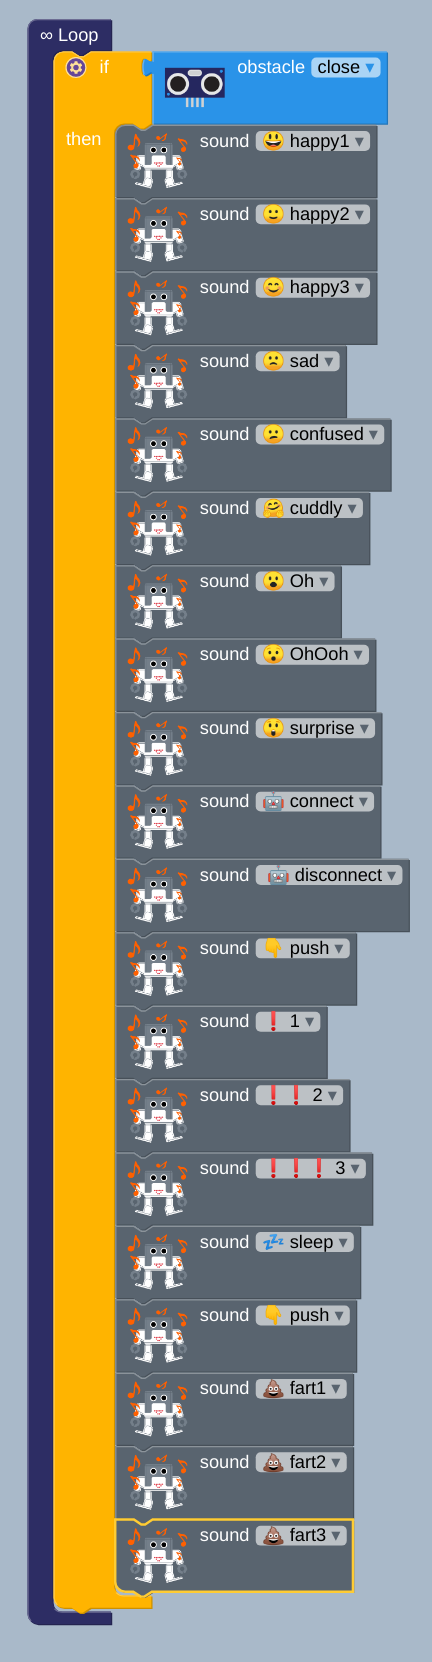 ∞ Loop
if obstacle close ▾
then sound 😃 happy1 ▾
sound 🙂 happy2 ▾
sound 😊 happy3 ▾
sound 🙁 sad ▾
sound 😕 confused ▾
sound 🤗 cuddly ▾
sound 😮 Oh ▾
sound 😯 OhOoh ▾
sound 😲 surprise ▾
sound 🤖 connect ▾
sound 🤖 disconnect ▾
sound 👇 push ▾
sound ❗ 1 ▾
sound ❗❗ 2 ▾
sound ❗❗❗ 3 ▾
sound 💤 sleep ▾
sound 👇 push ▾
sound 💩 fart1 ▾
sound 💩 fart2 ▾
sound 💩 fart3 ▾